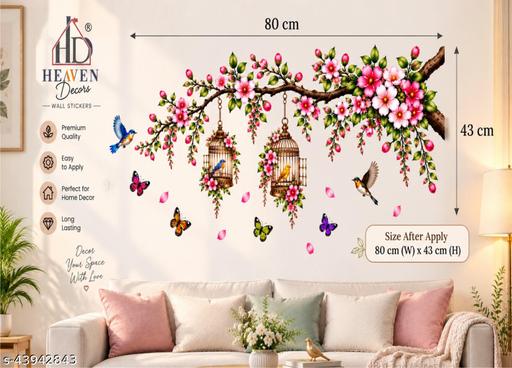 80 cm
HD ®
HEAVEN
Decors
— WALL STICKERS —
Premium
Quality
Easy
to Apply
Perfect for
Home Decor
Long
Lasting
Decor
Your Space
With Love
43 cm
Size After Apply
80 cm (W) x 43 cm (H)
s-43942843